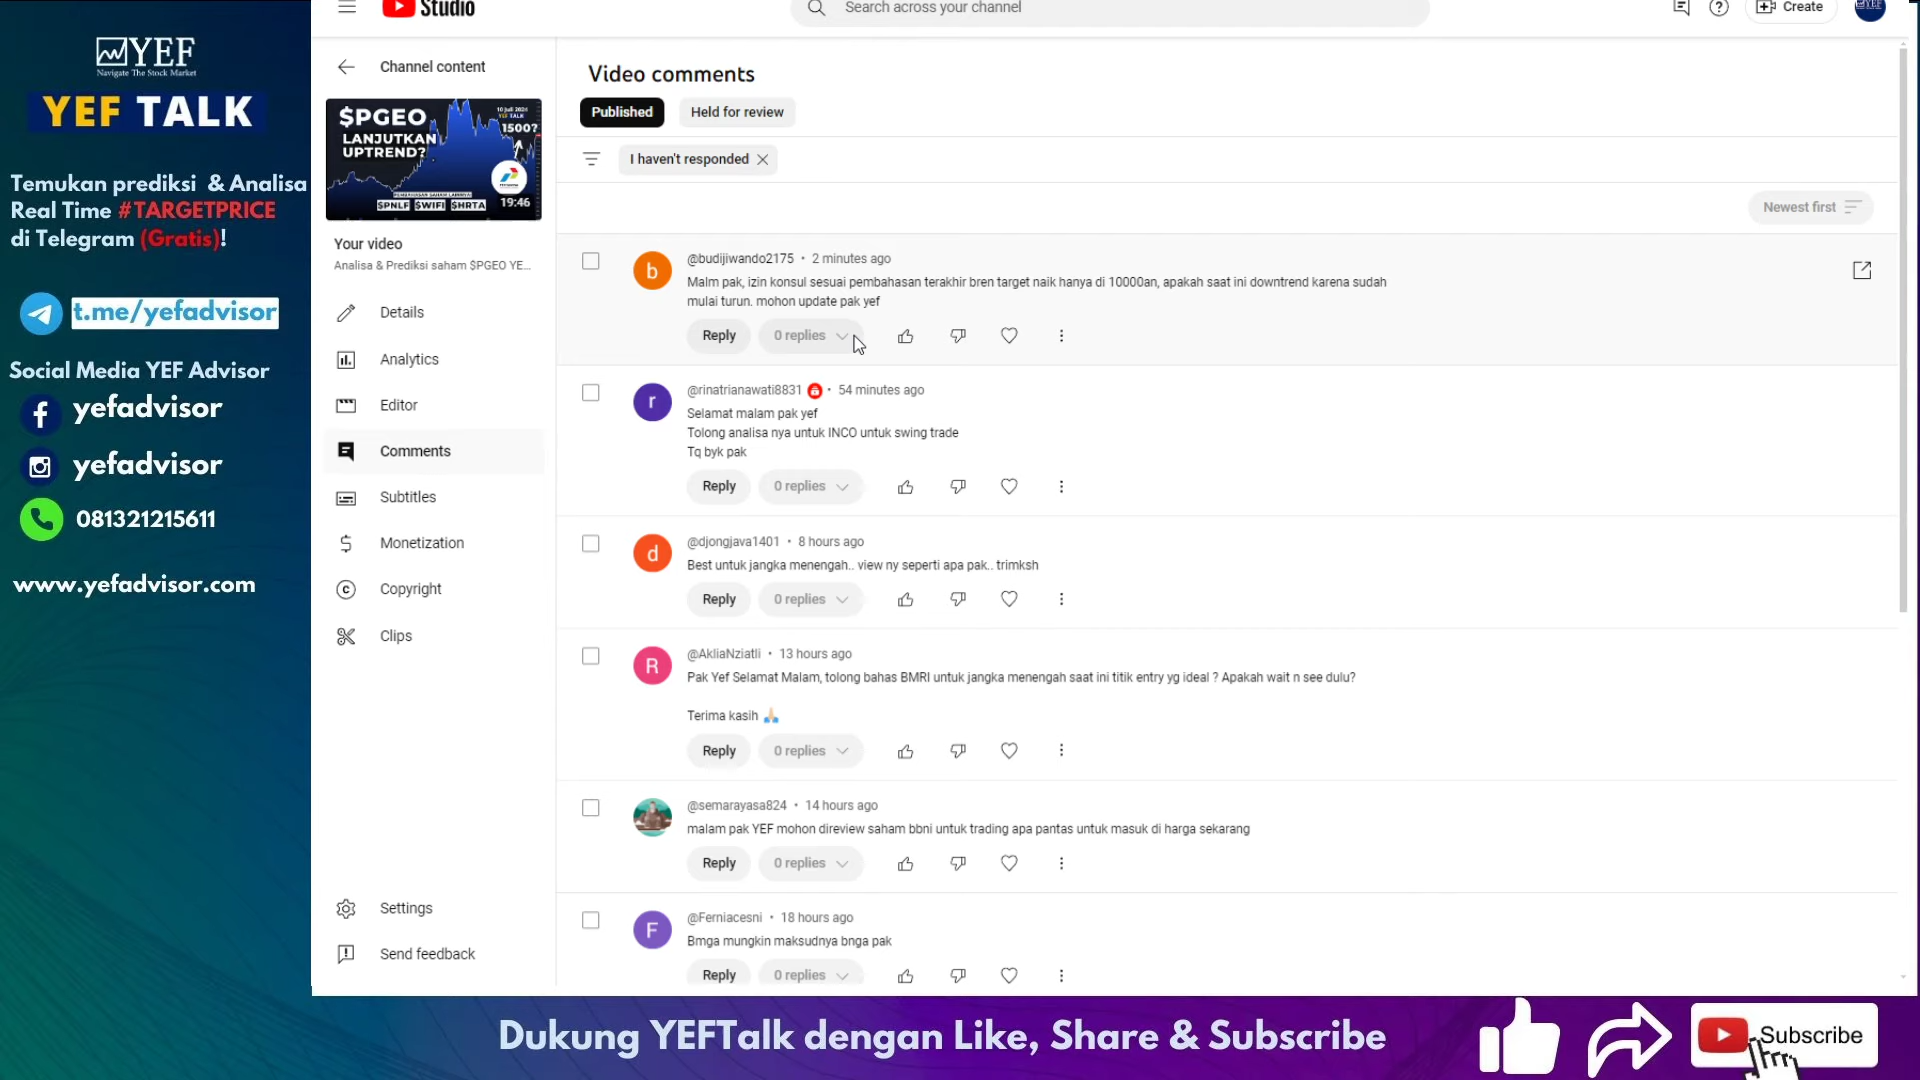 YEF
Navigate The Stock Market
YEF TALK
Temukan prediksi & Analisa
Real Time #TARGETPRICE
di Telegram (Gratis)!
t.me/yefadvisor
Social Media YEF Advisor
yefadvisor
yefadvisor
081321215611
www.yefadvisor.com
Studio
Search across your channel
Create
Channel content
$PGEO
LANJUTKAN
UPTREND?
10 Juli 2024
YEF TALK
1500?
$PNLF $WIFI $HRTA
19:46
Your video
Analisa & Prediksi saham $PGEO YE...
Details
Analytics
Editor
Comments
Subtitles
Monetization
Copyright
Clips
Settings
Send feedback
Video comments
Published
Held for review
I haven't responded
Newest first
b
@budijiwando2175 • 2 minutes ago
Malm pak, izin konsul sesuai pembahasan terakhir bren target naik hanya di 10000an, apakah saat ini downtrend karena sudah
mulai turun. mohon update pak yef
Reply 0 replies
r
@rinatrianawati8831 • 54 minutes ago
Selamat malam pak yef
Tolong analisa nya untuk INCO untuk swing trade
Tq byk pak
Reply 0 replies
d
@djongjava1401 • 8 hours ago
Best untuk jangka menengah.. view ny seperti apa pak.. trimksh
Reply 0 replies
R
@AkliaNziatli • 13 hours ago
Pak Yef Selamat Malam, tolong bahas BMRI untuk jangka menengah saat ini titik entry yg ideal ? Apakah wait n see dulu?
Terima kasih 🙏
Reply 0 replies
@semarayasa824 • 14 hours ago
malam pak YEF mohon direview saham bbni untuk trading apa pantas untuk masuk di harga sekarang
Reply 0 replies
F
@Ferniacesni • 18 hours ago
Bmga mungkin maksudnya bnga pak
Reply 0 replies
Dukung YEFTalk dengan Like, Share & Subscribe
Subscribe